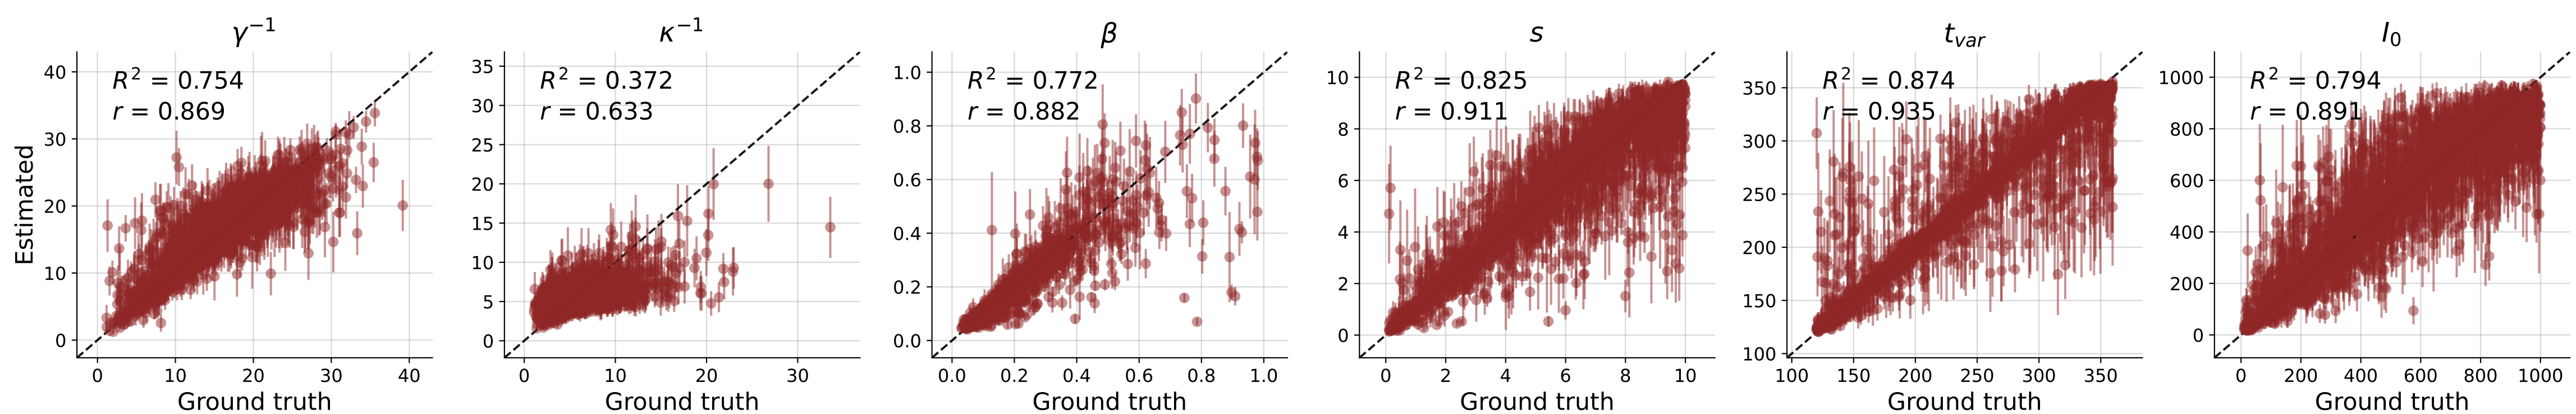 γ⁻¹
R² = 0.754
r = 0.869
40
30
20
10
0
Estimated
0 10 20 30 40
Ground truth
κ⁻¹
R² = 0.372
r = 0.633
35
30
25
20
15
10
5
0
0 10 20 30
Ground truth
β
R² = 0.772
r = 0.882
1.0
0.8
0.6
0.4
0.2
0.0
0.0 0.2 0.4 0.6 0.8 1.0
Ground truth
s
R² = 0.825
r = 0.911
10
8
6
4
2
0
0 2 4 6 8 10
Ground truth
t_var
R² = 0.874
r = 0.935
350
300
250
200
150
100
100 150 200 250 300 350
Ground truth
I₀
R² = 0.794
r = 0.891
1000
800
600
400
200
0
0 200 400 600 800 1000
Ground truth